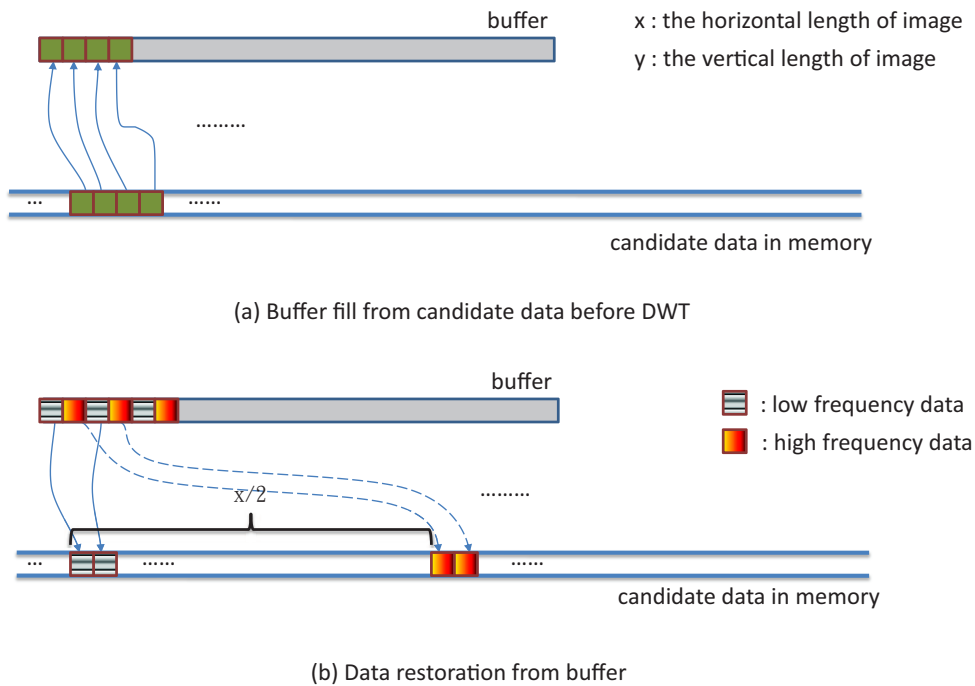 buffer
x : the horizontal length of image
y : the vertical length of image
………
… ……
candidate data in memory
(a) Buffer fill from candidate data before DWT
buffer
: low frequency data
: high frequency data
x/2
………
… …… ……
candidate data in memory
(b) Data restoration from buffer